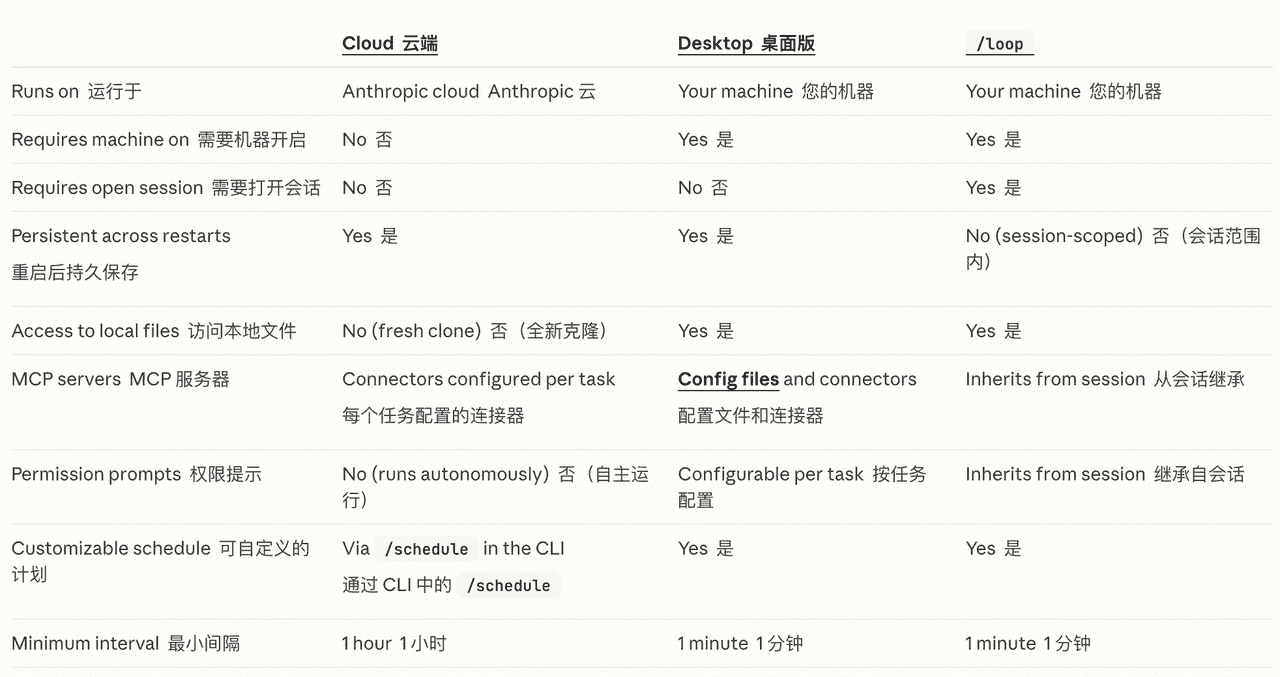 Cloud 云端 Desktop 桌面版 /loop
Runs on 运行于 Anthropic cloud Anthropic 云 Your machine 您的机器 Your machine 您的机器
Requires machine on 需要机器开启 No 否 Yes 是 Yes 是
Requires open session 需要打开会话 No 否 No 否 Yes 是
Persistent across restarts Yes 是 Yes 是 No (session-scoped) 否（会话范围
重启后持久保存 内）
Access to local files 访问本地文件 No (fresh clone) 否（全新克隆） Yes 是 Yes 是
MCP servers MCP 服务器 Connectors configured per task Config files and connectors Inherits from session 从会话继承
每个任务配置的连接器 配置文件和连接器
Permission prompts 权限提示 No (runs autonomously) 否（自主运 Configurable per task 按任务 Inherits from session 继承自会话
行） 配置
Customizable schedule 可自定义的 Via /schedule in the CLI Yes 是 Yes 是
计划 通过 CLI 中的 /schedule
Minimum interval 最小间隔 1 hour 1 小时 1 minute 1 分钟 1 minute 1 分钟